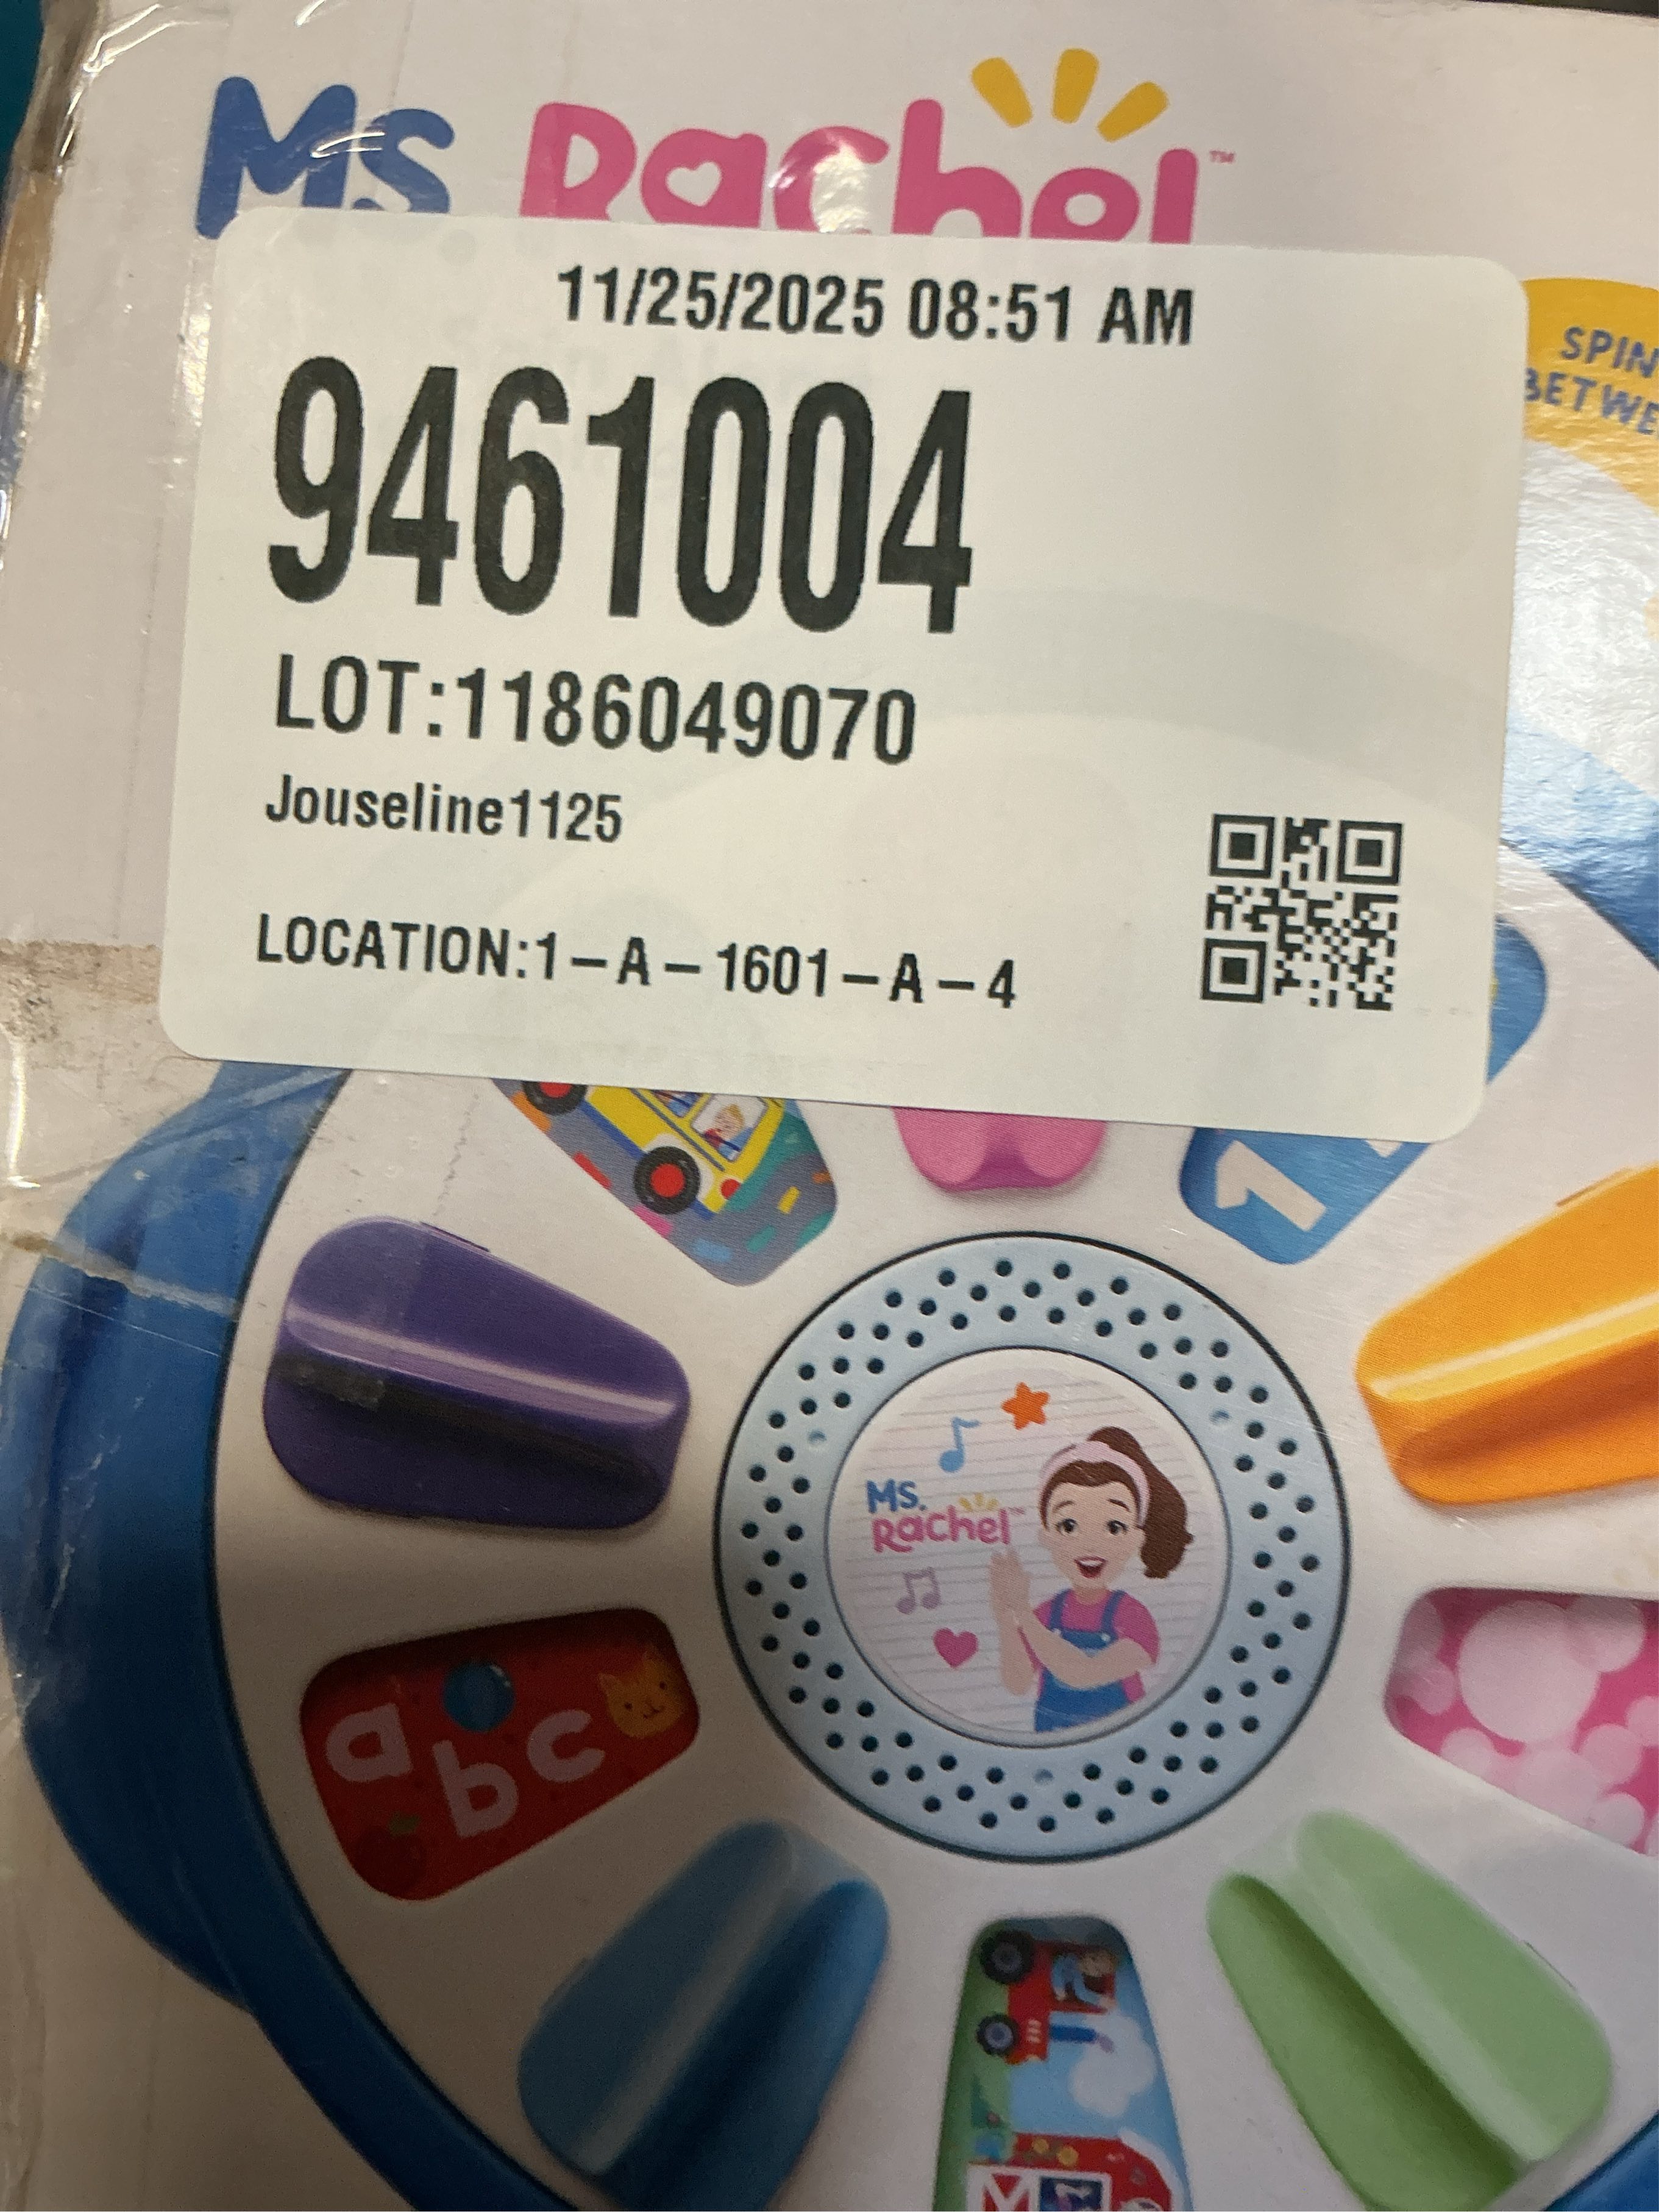 Ms Rachel™
11/25/2025 08:51 AM
9461004
LOT:1186049070
Jouseline1125
LOCATION:1-A-1601-A-4
SPIN
BETWE
1
MS.
Rachel™
a b c